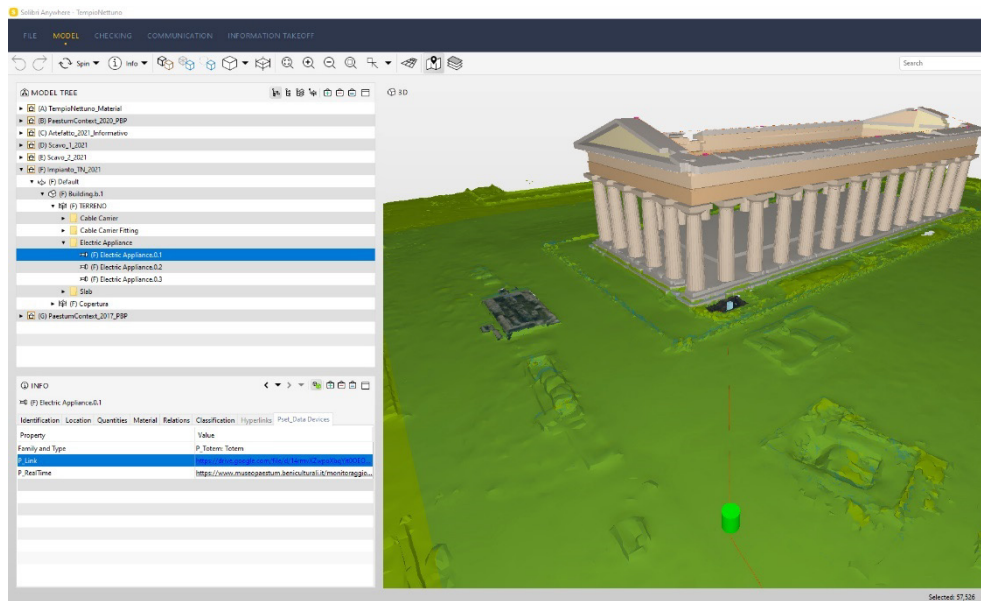 Solibri Anywhere - TempioNettuno
FILE MODEL CHECKING COMMUNICATION INFORMATION TAKEOFF
Spin Info Search
MODEL TREE
3D
(A) TempioNettuno_Material
(B) PaestumContext_2020_PBP
(C) Artefatto_2021_Informativo
(D) Scavo_1_2021
(E) Scavo_2_2021
(F) Impianto_TN_2021
(F) Default
(F) Building.b.1
(F) TERRENO
Cable Carrier
Cable Carrier Fitting
Electric Appliance
(F) Electric Appliance.0.1
(F) Electric Appliance.0.2
(F) Electric Appliance.0.3
Slab
(F) Copertura
(G) PaestumContext_2017_PBP
INFO
(F) Electric Appliance.0.1
Identification Location Quantities Material Relations Classification Hyperlinks Pset_Data Devices
Property Value
Family and Type P_Totem: Totem
P_Link
P_RealTime https://www.museopaestum.beniculturali.it/monitoraggio...
Selected: 57,526